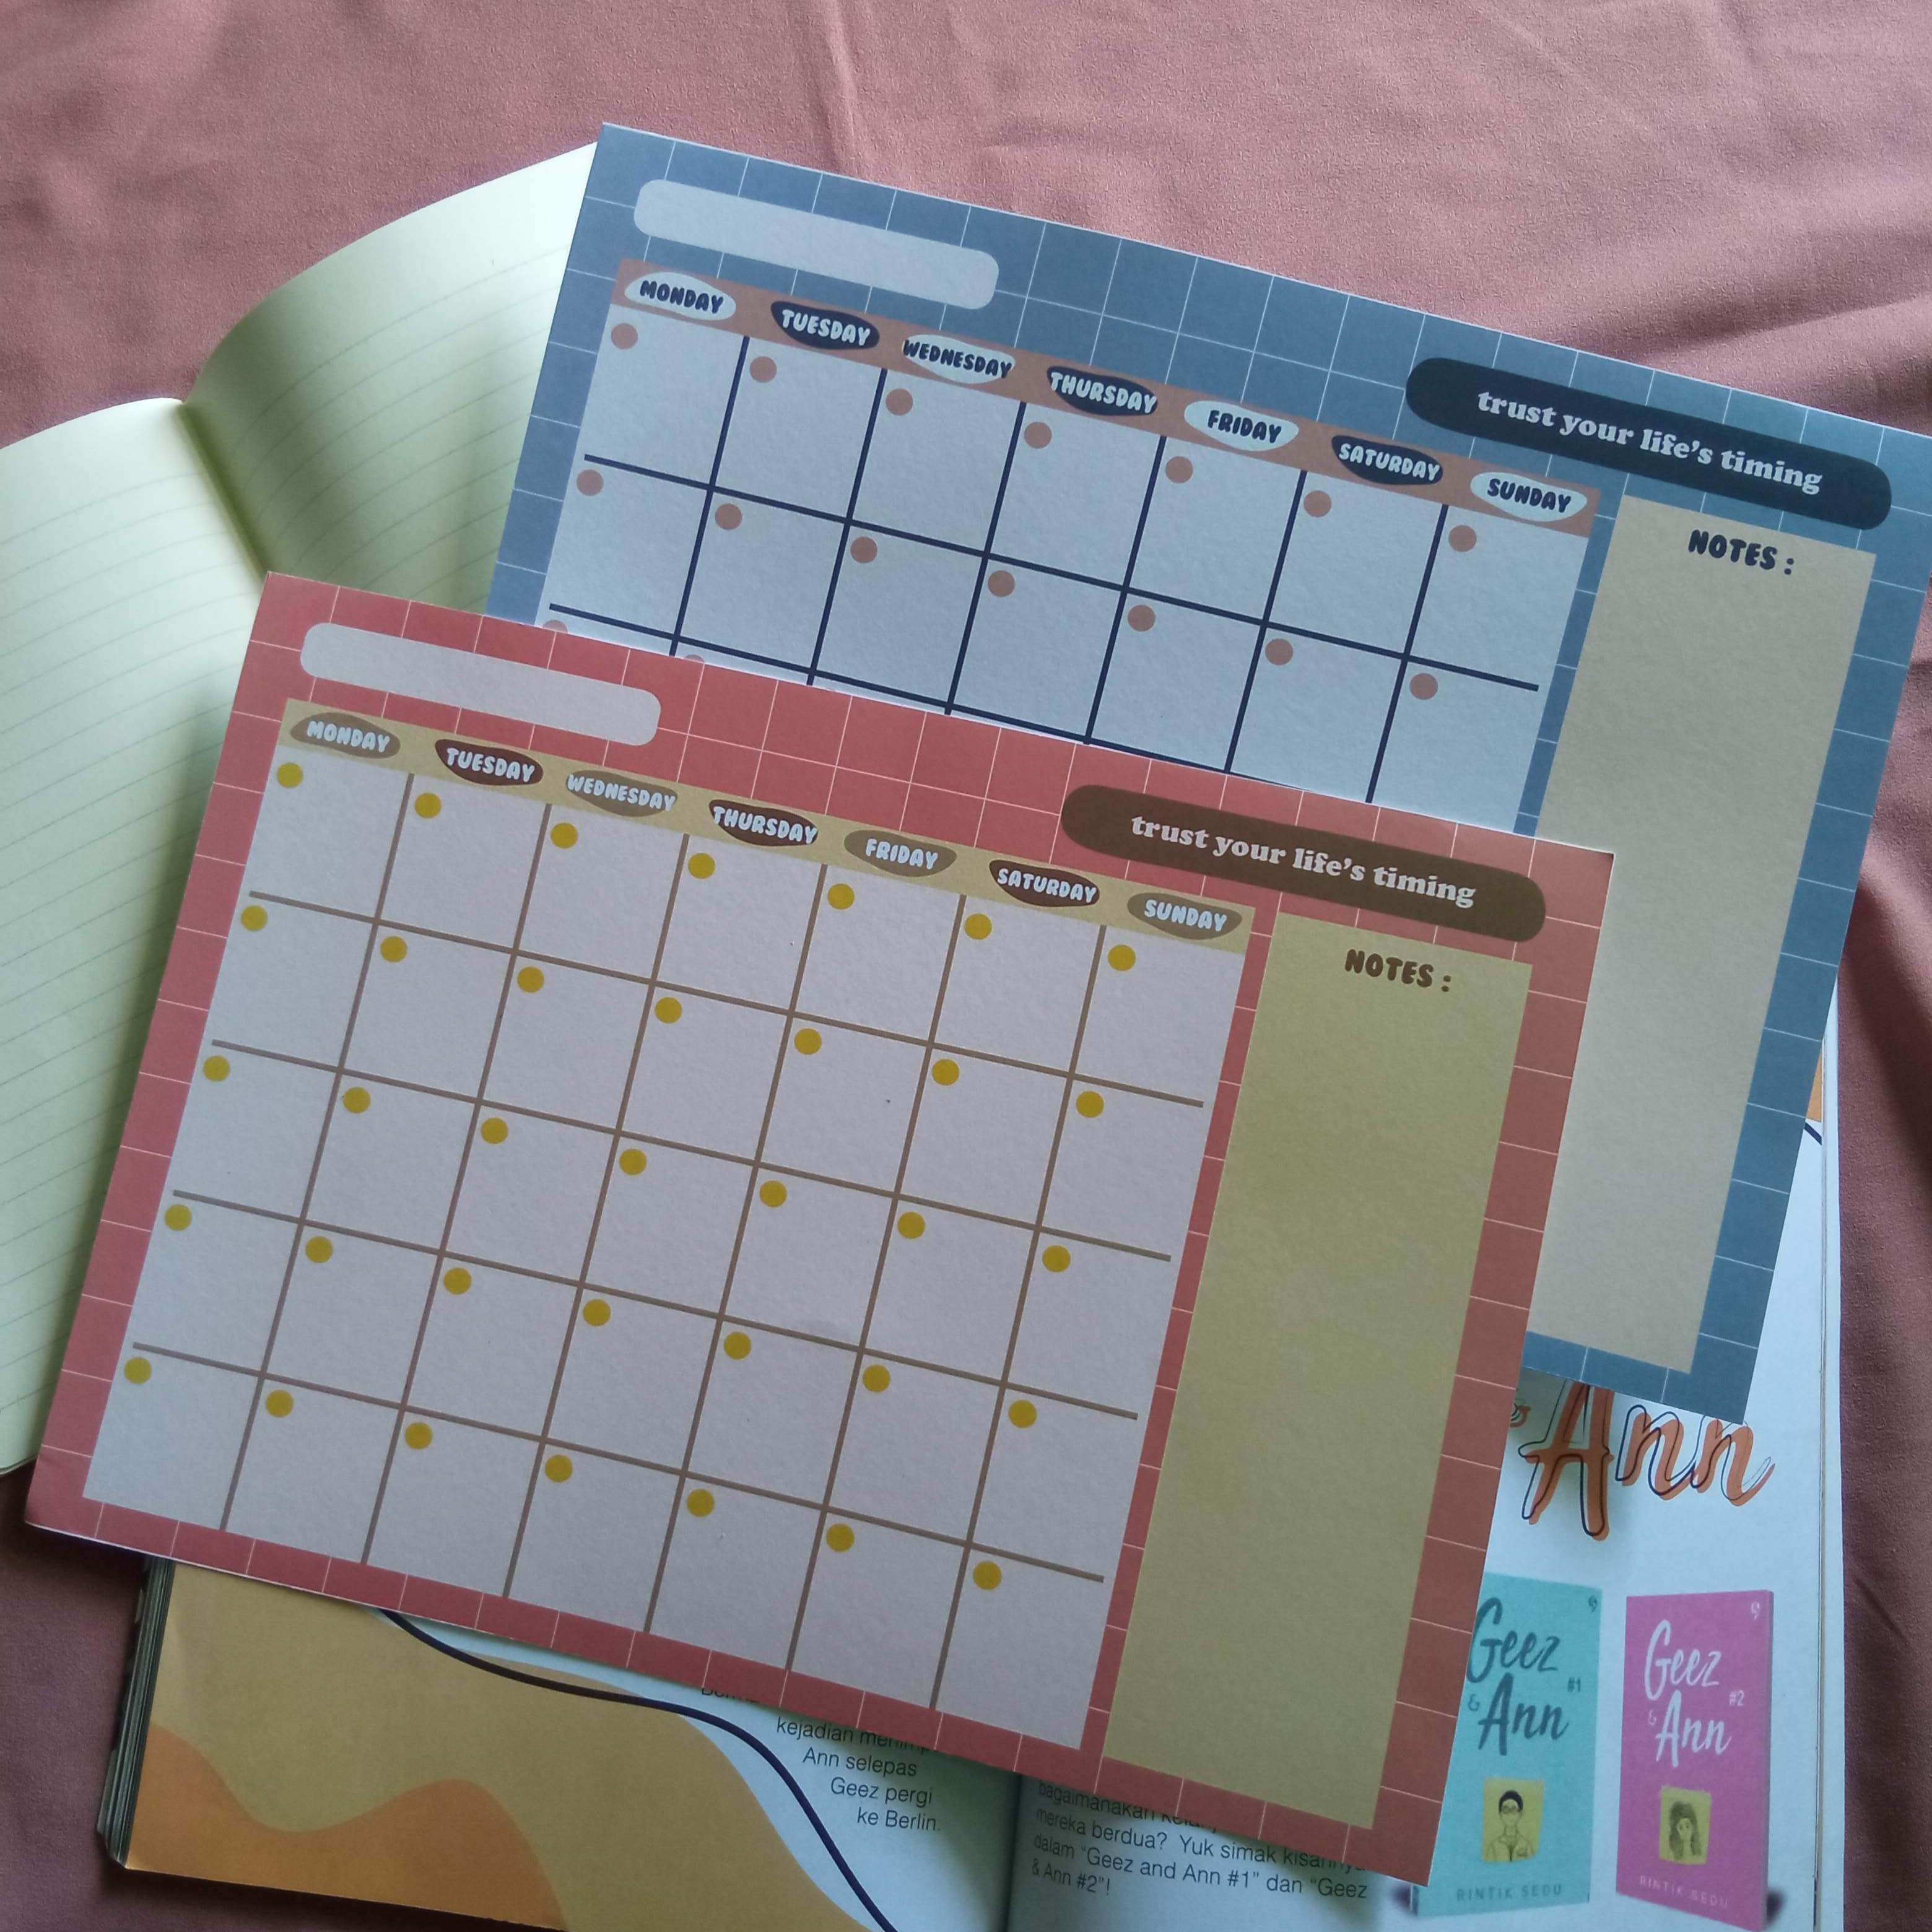 MONDAY TUESDAY WEDNESDAY THURSDAY FRIDAY SATURDAY SUNDAY
trust your life's timing
NOTES :
MONDAY TUESDAY WEDNESDAY THURSDAY FRIDAY SATURDAY SUNDAY
trust your life's timing
NOTES :
Ann
kejadian
Ann selepas
Geez pergi
ke Berlin.
bagaimanakah
mereka berdua? Yuk simak kisahnya
dalam "Geez and Ann #1" dan "Geez
& Ann #2"!
Geez
& Ann
#1
RINTIK SEDU
Geez
& Ann
#2
RINTIK SEDU